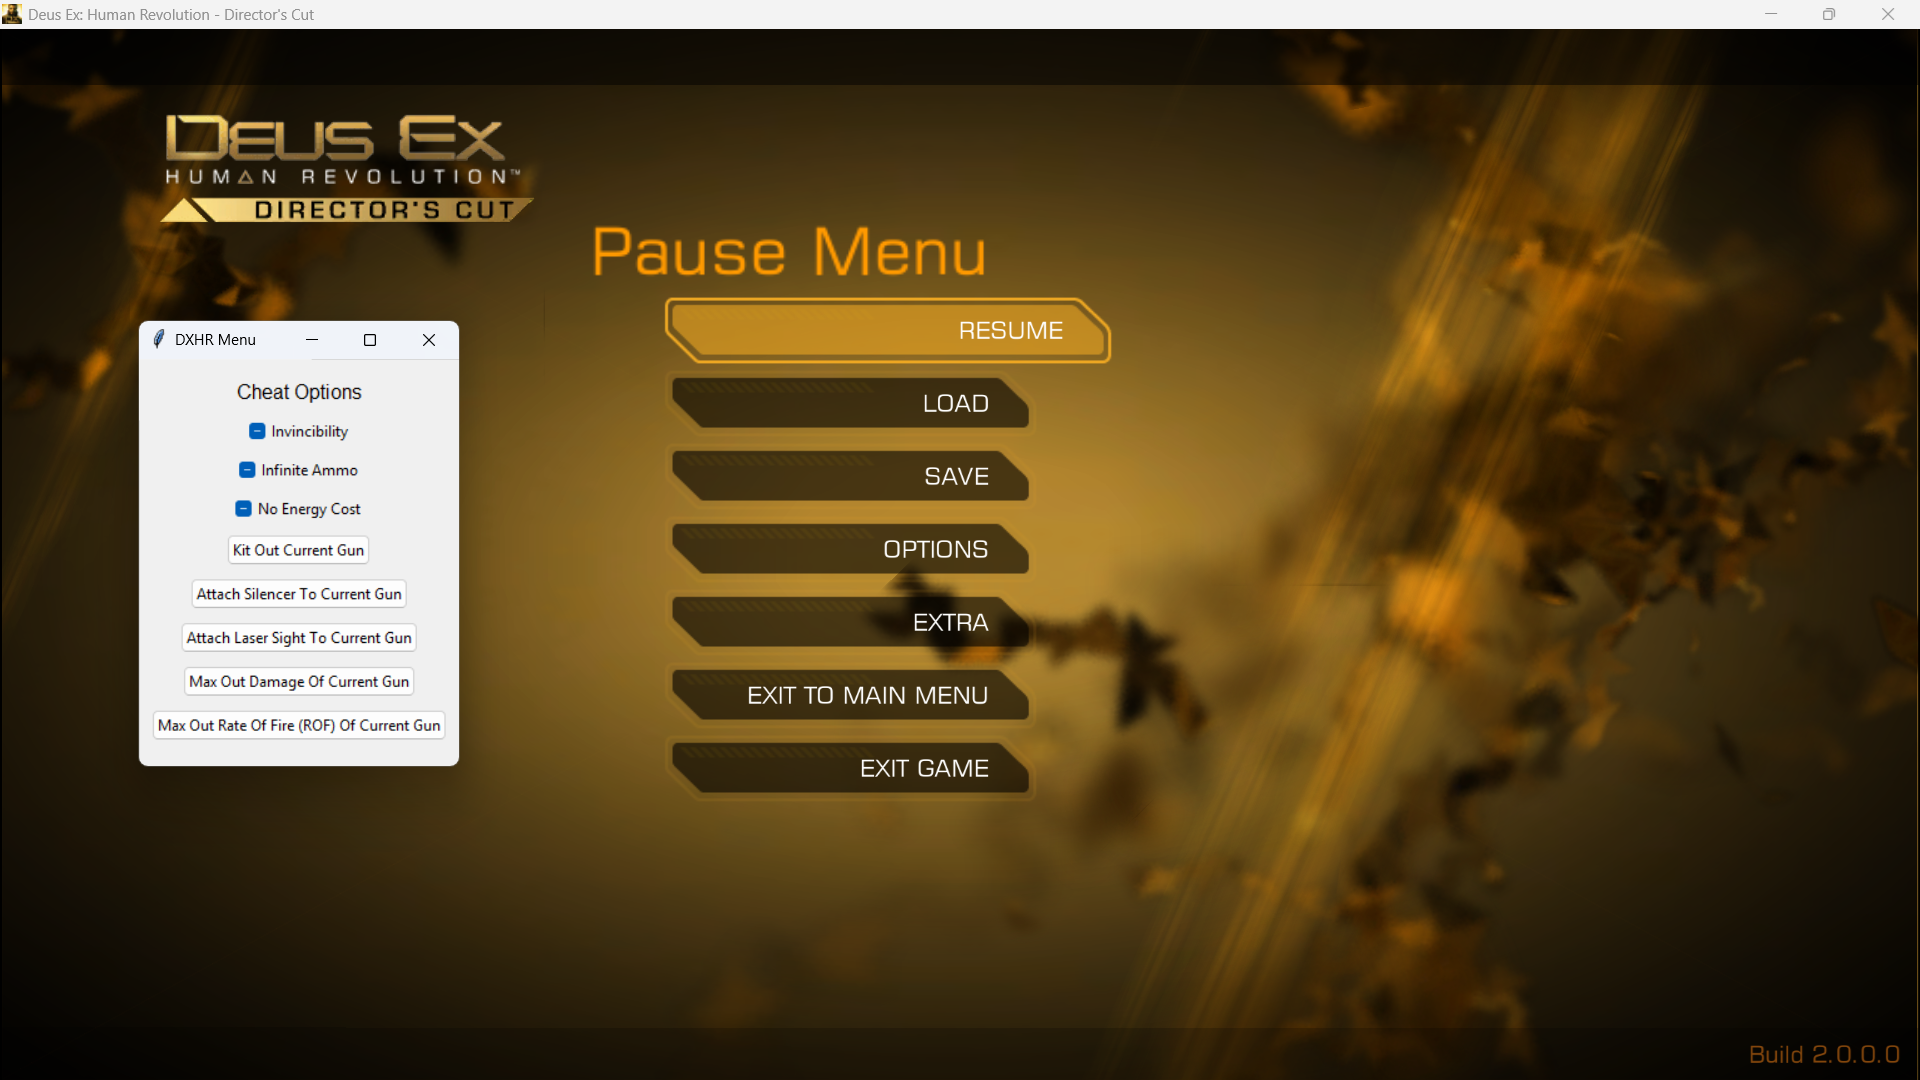 Deus Ex: Human Revolution - Director's Cut
DEUS EX
HUMAN REVOLUTION™
DIRECTOR'S CUT
Pause Menu
RESUME
LOAD
SAVE
OPTIONS
EXTRA
EXIT TO MAIN MENU
EXIT GAME
DXHR Menu
Cheat Options
Invincibility
Infinite Ammo
No Energy Cost
Kit Out Current Gun
Attach Silencer To Current Gun
Attach Laser Sight To Current Gun
Max Out Damage Of Current Gun
Max Out Rate Of Fire (ROF) Of Current Gun
Build 2.0.0.0